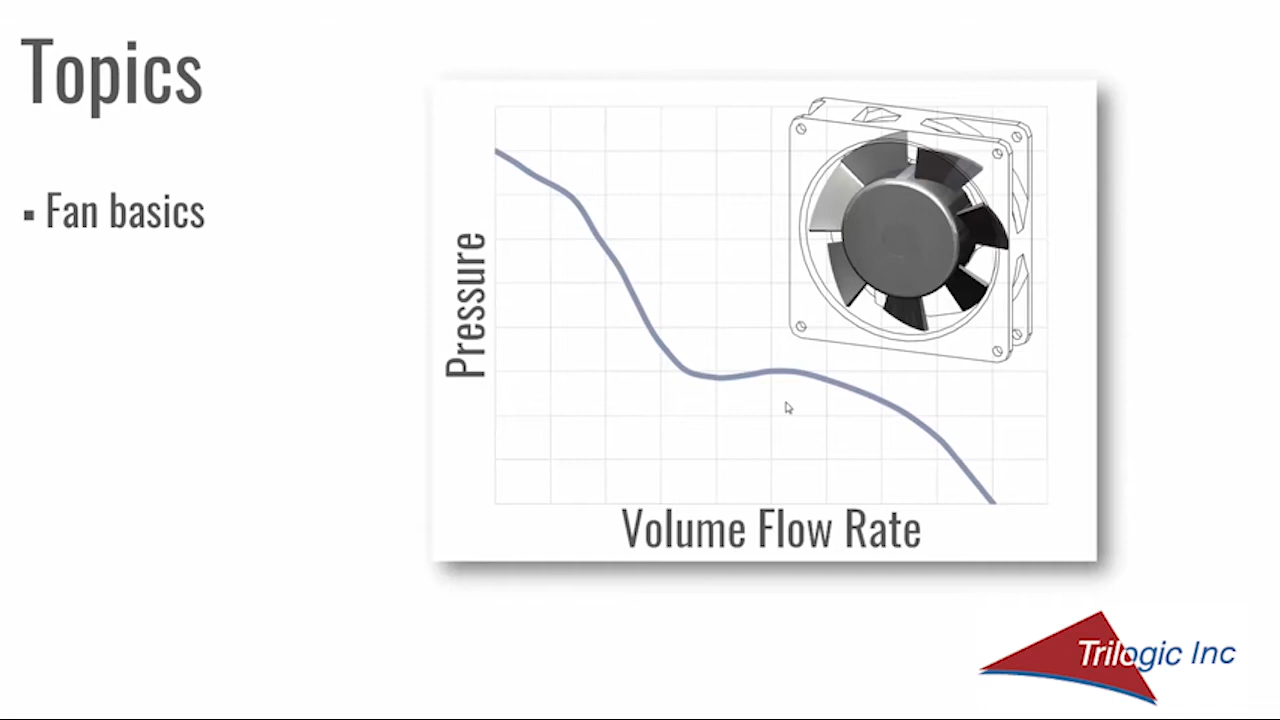 Topics
▪ Fan basics
Pressure
Volume Flow Rate
Trilogic Inc